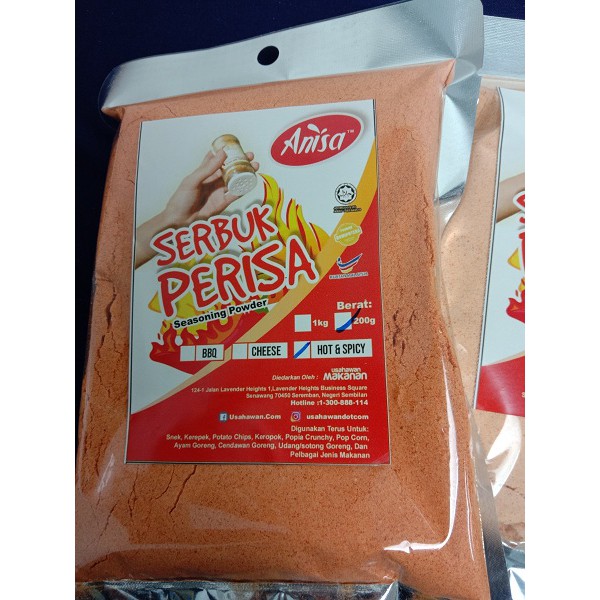 Anisa™
SERBUK
PERISA
Seasoning Powder
Berat:
1kg 200g
BBQ CHEESE HOT & SPICY
Diedarkan Oleh : usahawan
makanan
124-1 Jalan Lavender Heights 1,Lavender Heights Business Square
Senawang 70450 Seremban, Negeri Sembilan
Hotline :1-300-888-114
Usahawan.Com usahawandotcom
Digunakan Terus Untuk:
Snek, Kerepek, Potato Chips, Keropok, Popia Crunchy, Pop Corn,
Ayam Goreng, Cendawan Goreng, Udang/sotong Goreng, Dan
Pelbagai Jenis Makanan